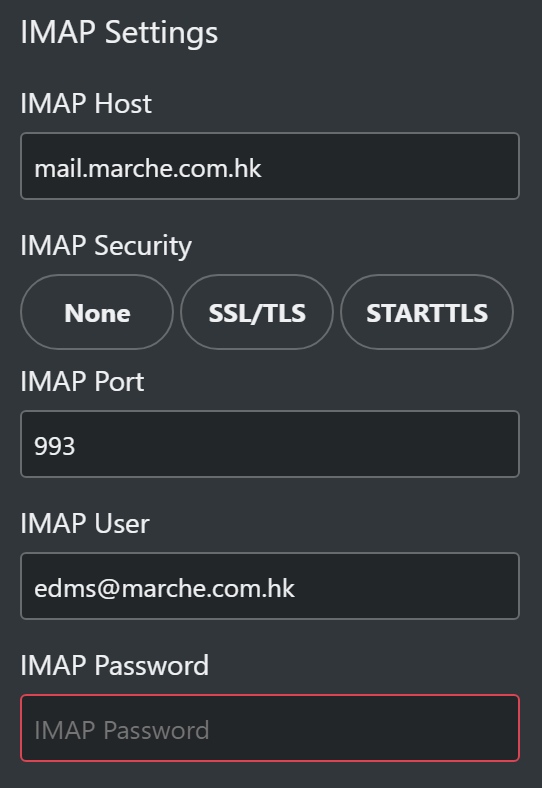 IMAP Settings
IMAP Host
mail.marche.com.hk
IMAP Security
None SSL/TLS STARTTLS
IMAP Port
993
IMAP User
edms@marche.com.hk
IMAP Password
IMAP Password